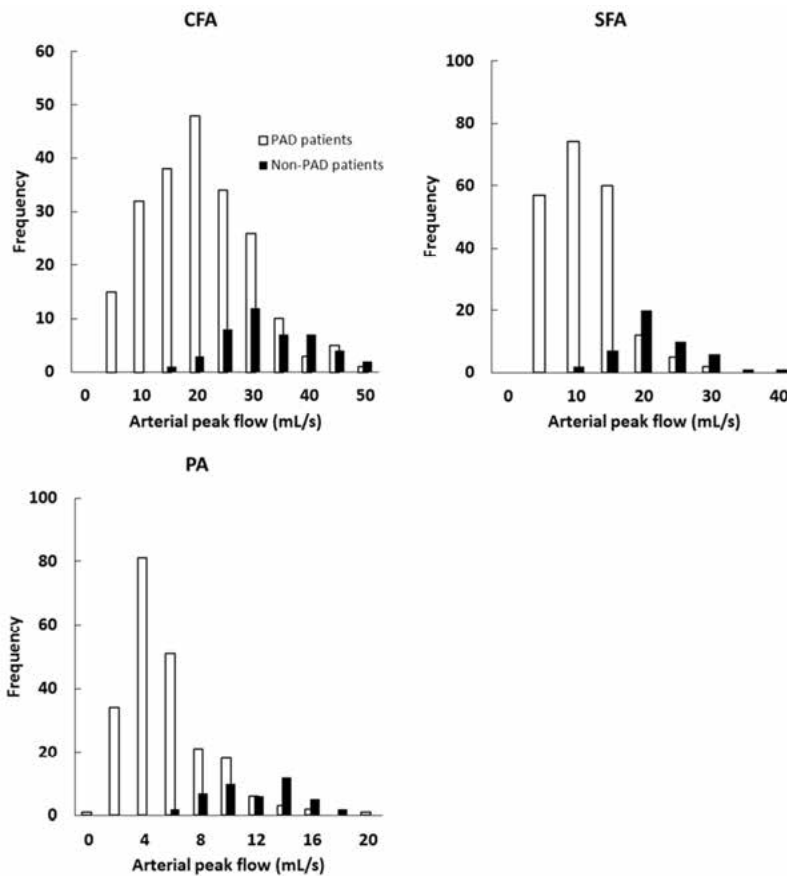 CFA
60
50
40
30
20
10
0
Frequency
PAD patients
Non-PAD patients
0 10 20 30 40 50
Arterial peak flow (mL/s)
SFA
100
80
60
40
20
0
Frequency
0 10 20 30 40
Arterial peak flow (mL/s)
PA
100
80
60
40
20
0
Frequency
0 4 8 12 16 20
Arterial peak flow (mL/s)